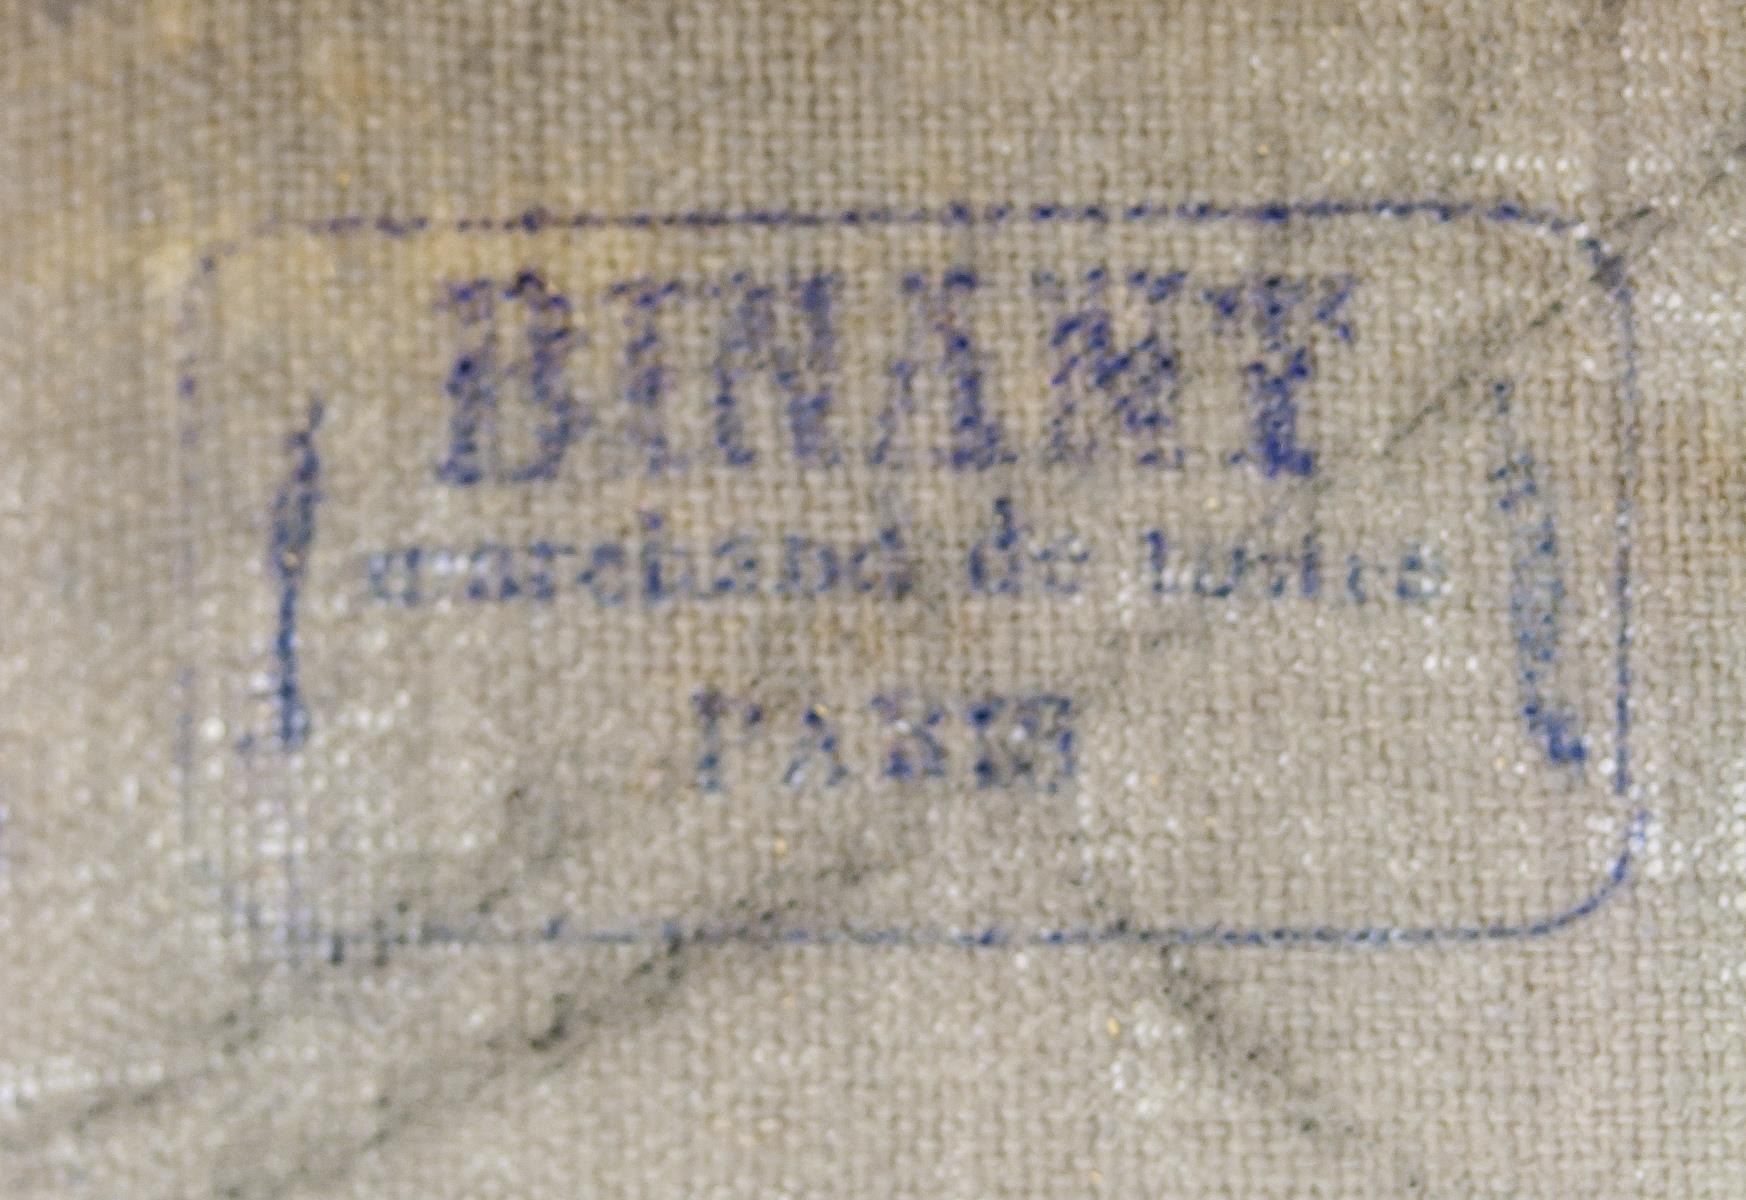 BINANT
marchand de toiles
PARIS